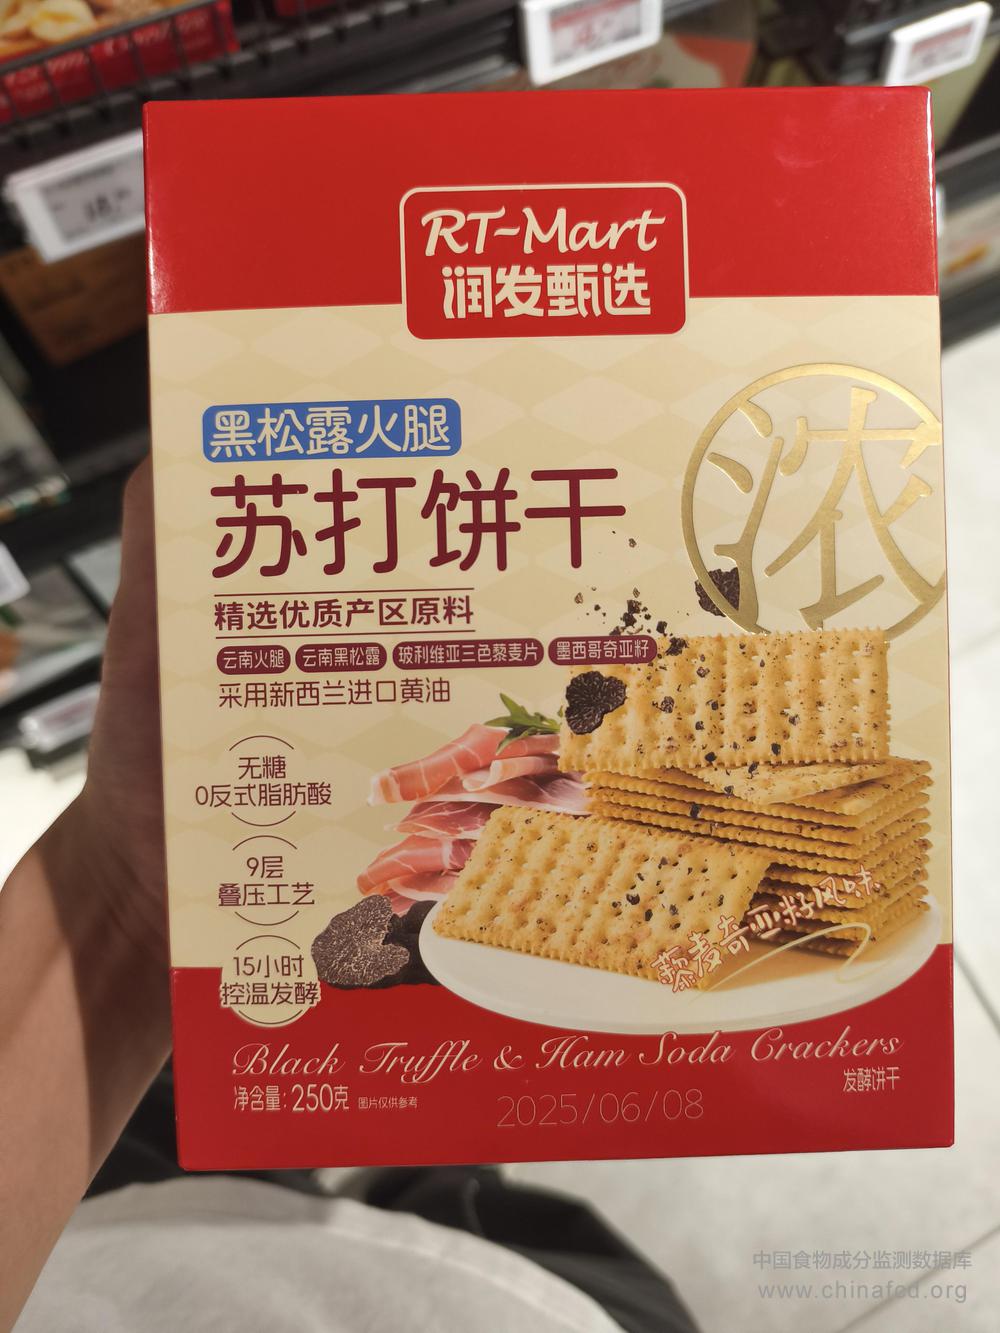 RT-Mart
润发甄选
浓
黑松露火腿
苏打饼干
精选优质产区原料
云南火腿 云南黑松露 玻利维亚三色藜麦片 墨西哥奇亚籽
采用新西兰进口黄油
无糖
0反式脂肪酸
9层
叠压工艺
15小时
控温发酵
藜麦奇亚籽风味
Black Truffle & Ham Soda Crackers
发酵饼干
净含量:250克 图片仅供参考
2025/06/08
中国食物成分监测数据库
www.chinafcd.org